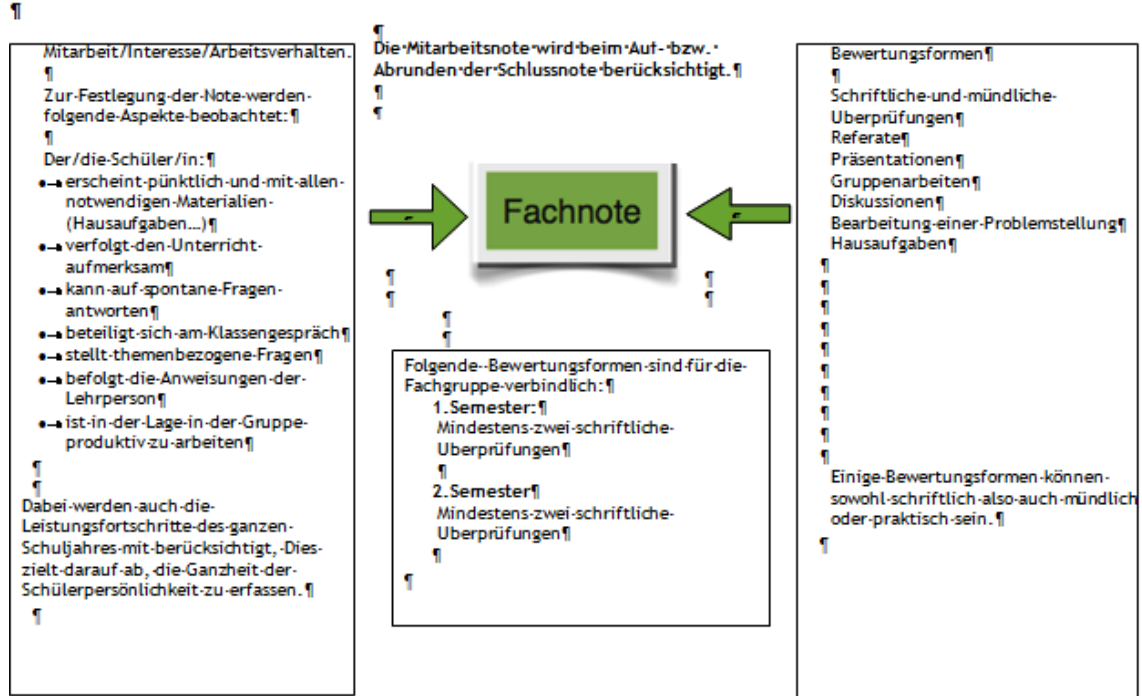 Mitarbeit/Interesse/Arbeitsverhalten.
¶
Zur·Festlegung·der·Note·werden·
folgende·Aspekte·beobachtet:¶
¶
Der/die·Schüler/in:¶
•→erscheint·pünktlich·und·mit·allen·
notwendigen·Materialien·
(Hausaufgaben…)¶
•→verfolgt·den·Unterricht·
aufmerksam¶
•→kann·auf·spontane·Fragen·
antworten¶
•→beteiligt·sich·am·Klassengespräch¶
•→stellt·themenbezogene·Fragen¶
•→befolgt·die·Anweisungen·der·
Lehrperson¶
•→ist·in·der·Lage·in·der·Gruppe·
produktiv·zu·arbeiten¶
¶
¶
Dabei·werden·auch·die·
Leistungsfortschritte·des·ganzen·
Schuljahres·mit·berücksichtigt,·Dies·
zielt·darauf·ab,·die·Ganzheit·der·
Schülerpersönlichkeit·zu·erfassen.¶
¶
¶
Die·Mitarbeitsnote·wird·beim·Auf-·bzw.·
Abrunden·der·Schlussnote·berücksichtigt.¶
¶
¶
Fachnote
¶
¶
¶
¶
¶
¶
Folgende··Bewertungsformen·sind·für·die·
Fachgruppe·verbindlich:¶
1.Semester:¶
Mindestens·zwei·schriftliche·
Überprüfungen¶
¶
2.Semester¶
Mindestens·zwei·schriftliche·
Überprüfungen¶
¶
¶
Bewertungsformen¶
¶
Schriftliche·und·mündliche·
Überprüfungen¶
Referate¶
Präsentationen¶
Gruppenarbeiten¶
Diskussionen¶
Bearbeitung·einer·Problemstellung¶
Hausaufgaben¶
¶
¶
¶
¶
¶
¶
¶
¶
¶
¶
Einige·Bewertungsformen·können·
sowohl·schriftlich·also·auch·mündlich
oder·praktisch·sein.¶
¶